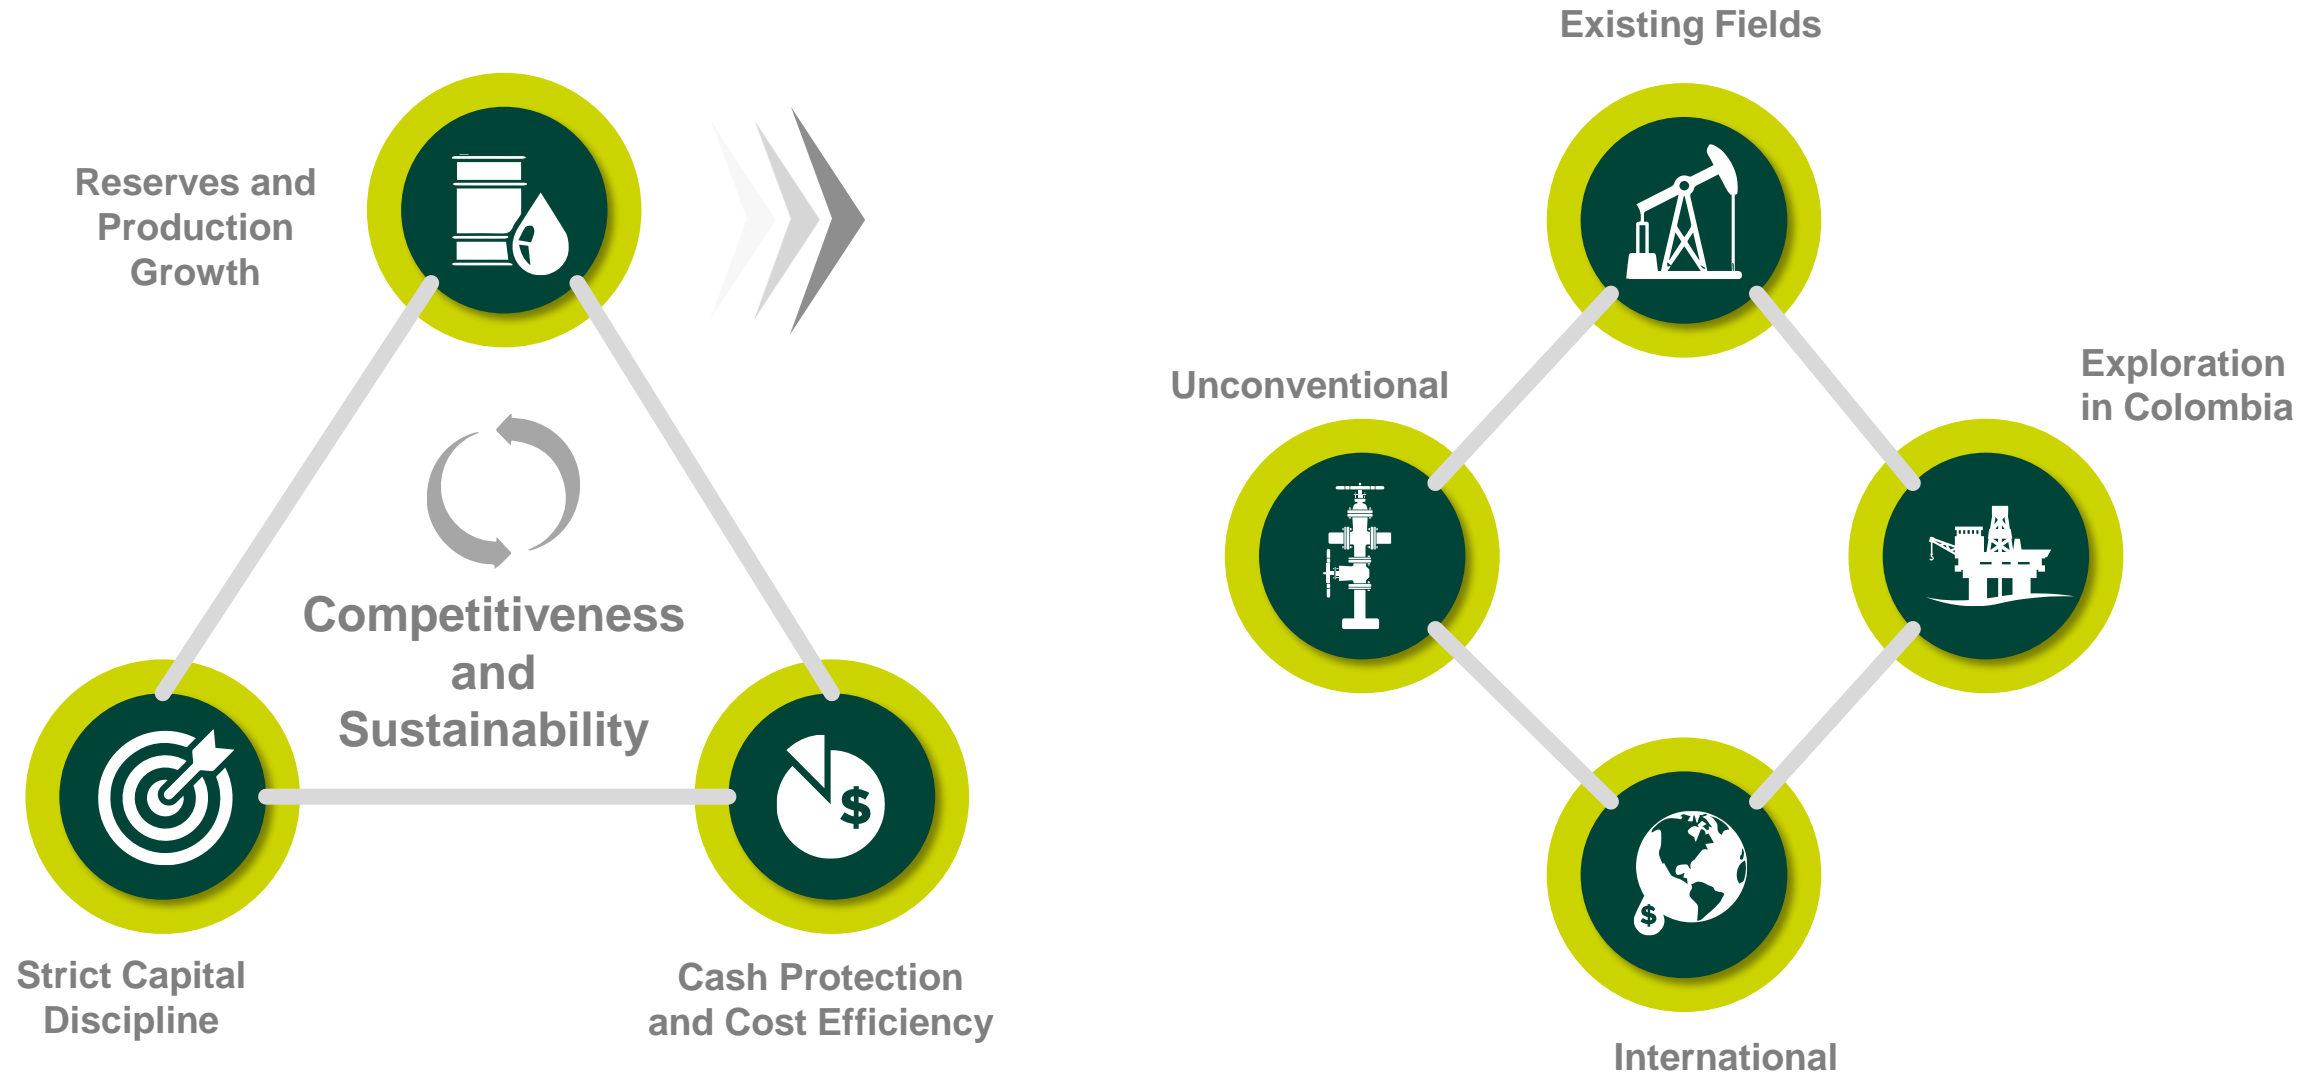 Reserves and
Production
Growth
Competitiveness
and
Sustainability
$
Strict Capital
Discipline
Cash Protection
and Cost Efficiency
Existing Fields
Unconventional
Exploration
in Colombia
$
International